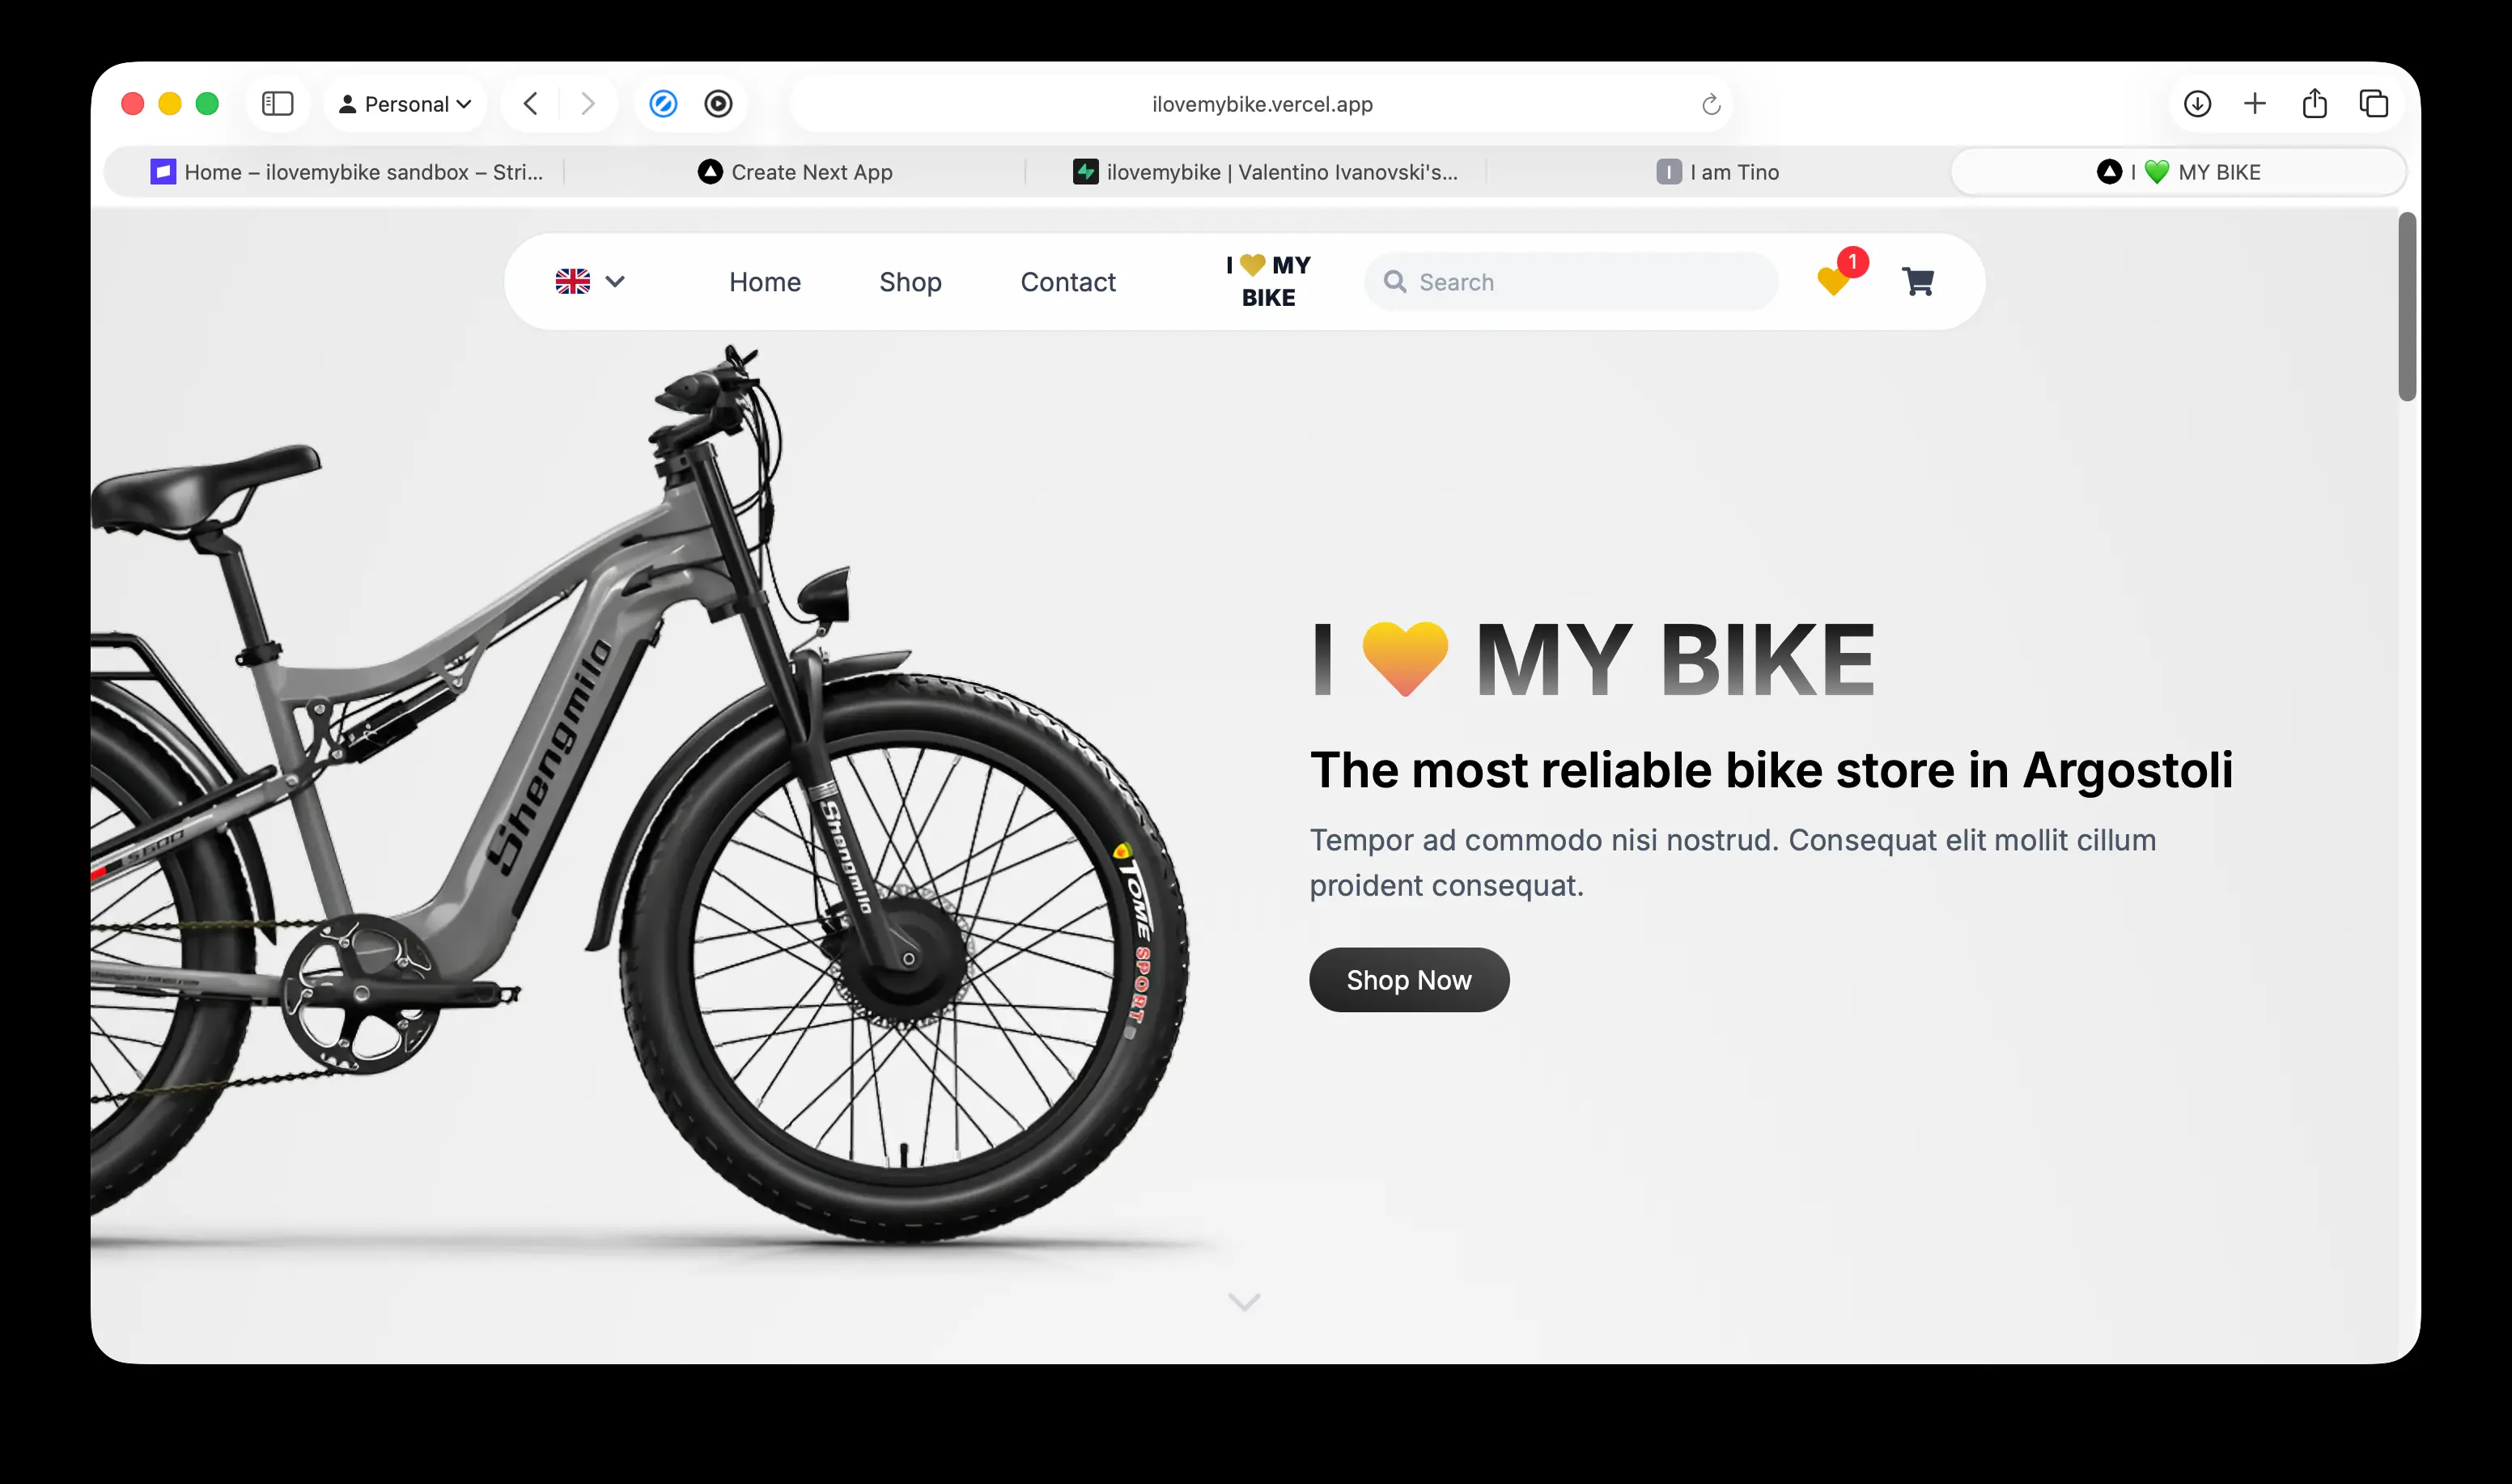 Personal
ilovemybike.vercel.app
Home – ilovemybike sandbox – Stri...
Create Next App
ilovemybike | Valentino Ivanovski's...
I am Tino
I 💚 MY BIKE
Home
Shop
Contact
I 💛 MY
BIKE
Search
1
I 💛 MY BIKE
The most reliable bike store in Argostoli
Tempor ad commodo nisi nostrud. Consequat elit mollit cillum
proident consequat.
Shop Now
Shengmilo
Shengmilo
S600
TOME SPORT